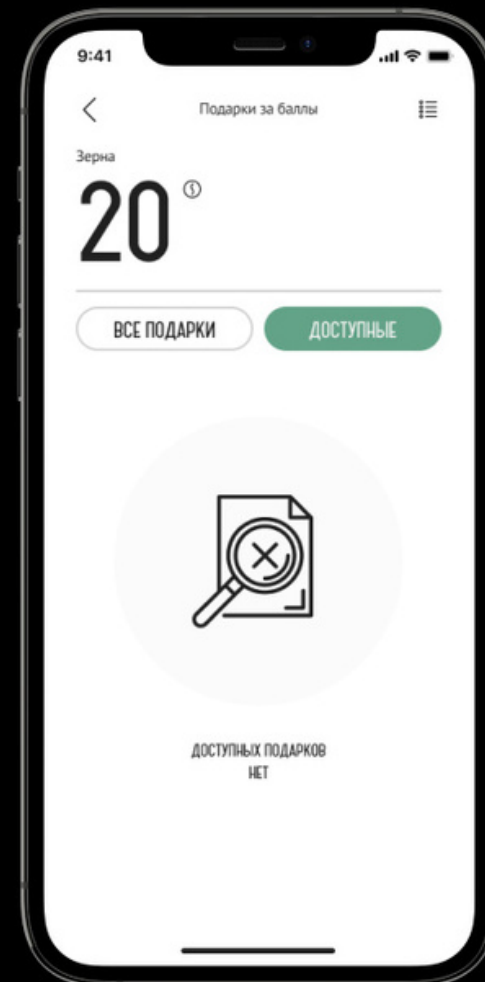 9:41
Подарки за баллы
Зерна
20
ВСЕ ПОДАРКИ
ДОСТУПНЫЕ
ДОСТУПНЫХ ПОДАРКОВ
НЕТ